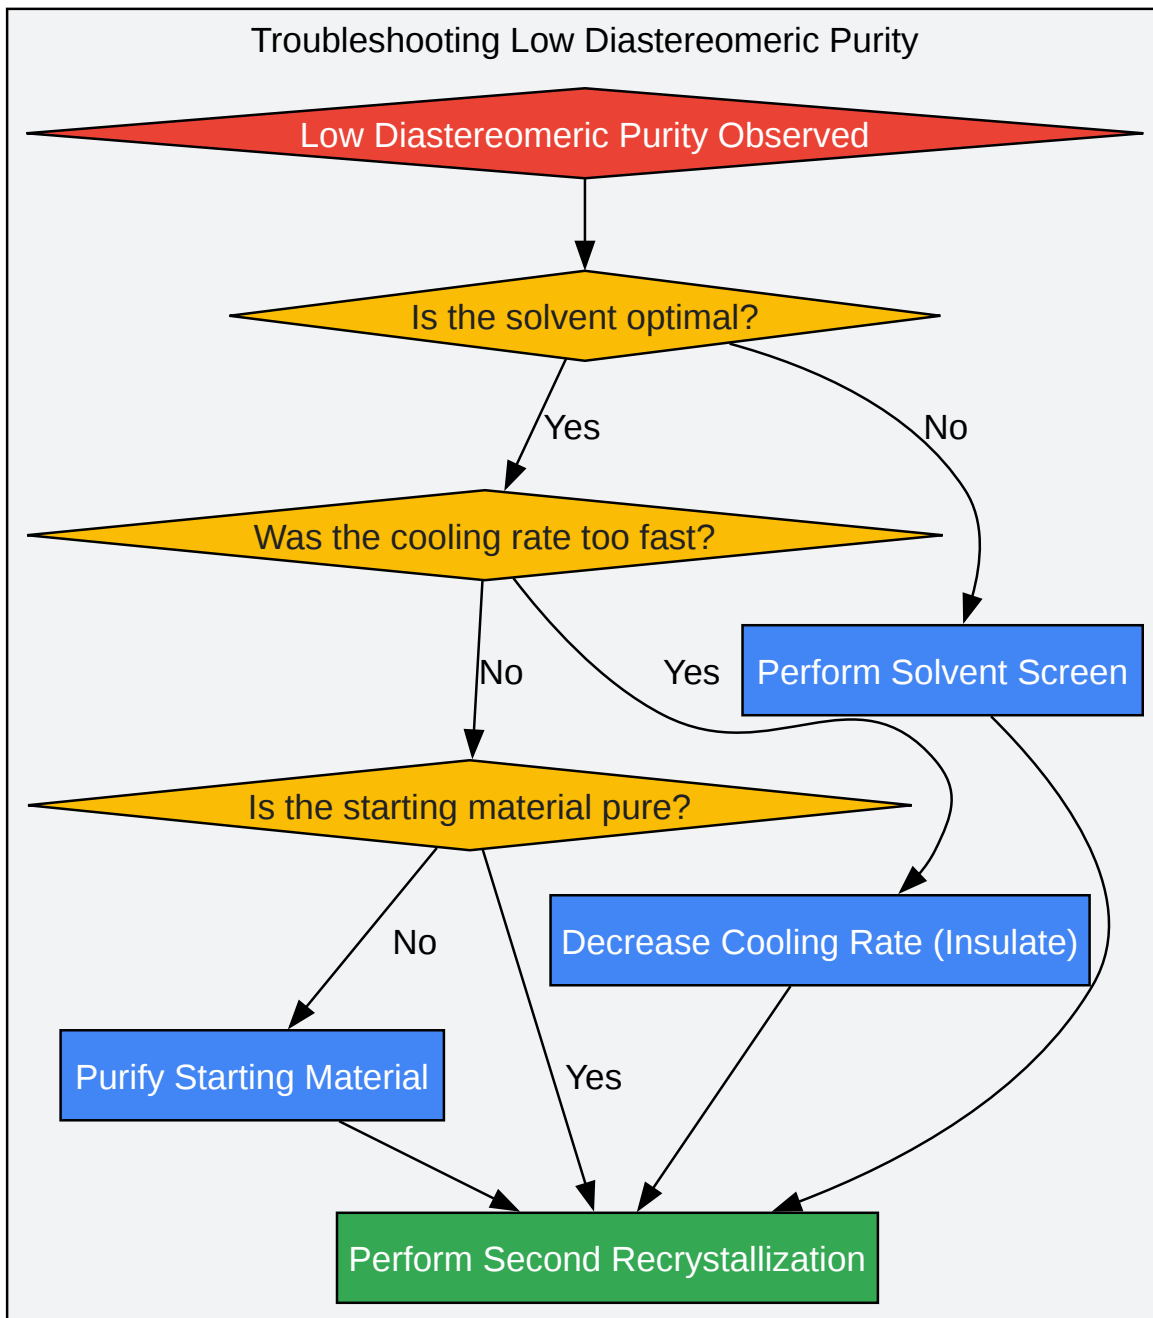 Troubleshooting Low Diastereomeric Purity
Low Diastereomeric Purity Observed
Is the solvent optimal?
Yes
No
Was the cooling rate too fast?
No
Yes
Perform Solvent Screen
Is the starting material pure?
No
Decrease Cooling Rate (Insulate)
Purify Starting Material
Yes
Perform Second Recrystallization